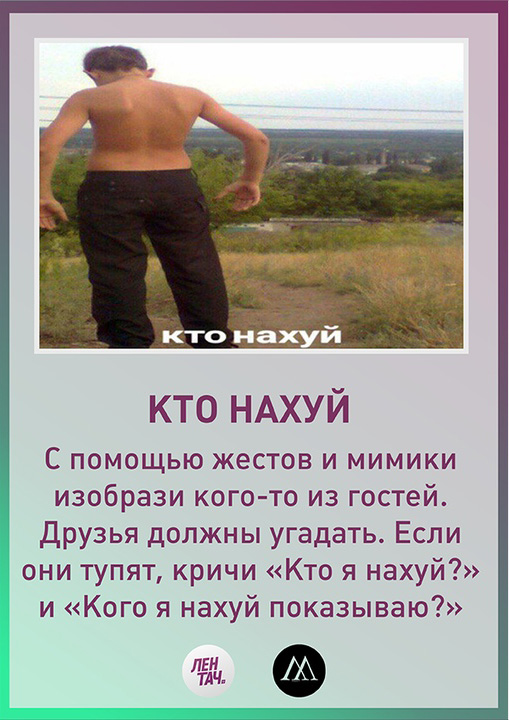 кто нахуй
КТО НАХУЙ
С помощью жестов и мимики
изобрази кого-то из гостей.
Друзья должны угадать. Если
они тупят, кричи «Кто я нахуй?»
и «Кого я нахуй показываю?»
ЛЕН
ТАЧ.